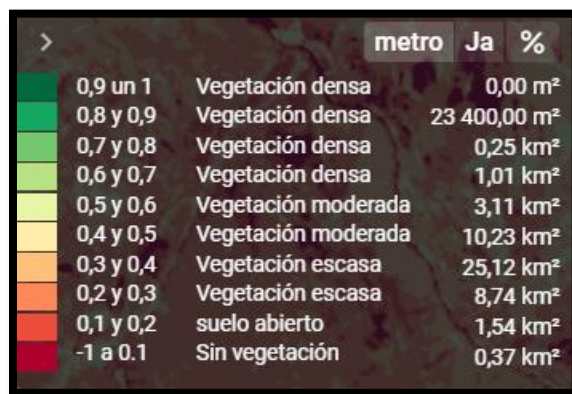 metro Ja %
0,9 un 1 Vegetación densa 0,00 m²
0,8 y 0,9 Vegetación densa 23 400,00 m²
0,7 y 0,8 Vegetación densa 0,25 km²
0,6 y 0,7 Vegetación densa 1,01 km²
0,5 y 0,6 Vegetación moderada 3,11 km²
0,4 y 0,5 Vegetación moderada 10,23 km²
0,3 y 0,4 Vegetación escasa 25,12 km²
0,2 y 0,3 Vegetación escasa 8,74 km²
0,1 y 0,2 suelo abierto 1,54 km²
-1 a 0.1 Sin vegetación 0,37 km²